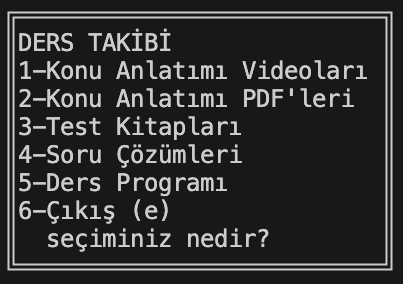 DERS TAKİBİ
1-Konu Anlatımı Videoları
2-Konu Anlatımı PDF'leri
3-Test Kitapları
4-Soru Çözümleri
5-Ders Programı
6-Çıkış (e)
seçiminiz nedir?